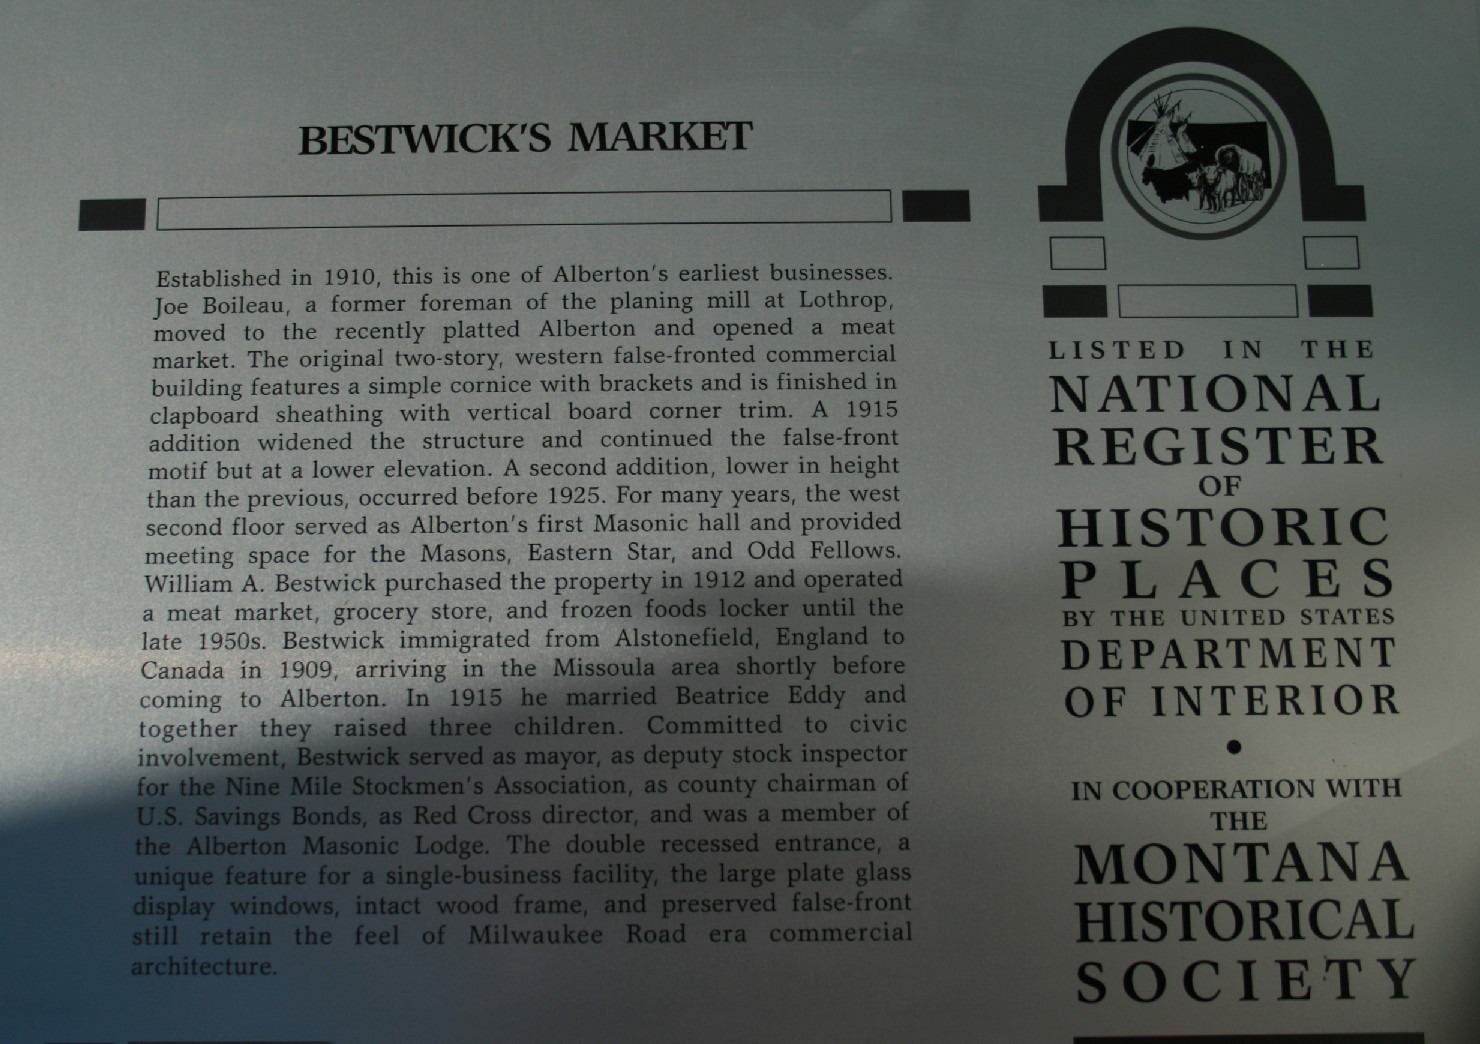 BESTWICK'S MARKET
Established in 1910, this is one of Alberton's earliest businesses.
Joe Boileau, a former foreman of the planing mill at Lothrop,
moved to the recently platted Alberton and opened a meat
market. The original two-story, western false-fronted commercial
building features a simple cornice with brackets and is finished in
clapboard sheathing with vertical board corner trim. A 1915
addition widened the structure and continued the false-front
motif but at a lower elevation. A second addition, lower in height
than the previous, occurred before 1925. For many years, the west
second floor served as Alberton's first Masonic hall and provided
meeting space for the Masons, Eastern Star, and Odd Fellows.
William A. Bestwick purchased the property in 1912 and operated
a meat market, grocery store, and frozen foods locker until the
late 1950s. Bestwick immigrated from Alstonefield, England to
Canada in 1909, arriving in the Missoula area shortly before
coming to Alberton. In 1915 he married Beatrice Eddy and
together they raised three children. Committed to civic
involvement, Bestwick served as mayor, as deputy stock inspector
for the Nine Mile Stockmen's Association, as county chairman of
U.S. Savings Bonds, as Red Cross director, and was a member of
the Alberton Masonic Lodge. The double recessed entrance, a
unique feature for a single-business facility, the large plate glass
display windows, intact wood frame, and preserved false-front
still retain the feel of Milwaukee Road era commercial
architecture.
LISTED IN THE
NATIONAL
REGISTER
OF
HISTORIC
PLACES
BY THE UNITED STATES
DEPARTMENT
OF INTERIOR
•
IN COOPERATION WITH
THE
MONTANA
HISTORICAL
SOCIETY